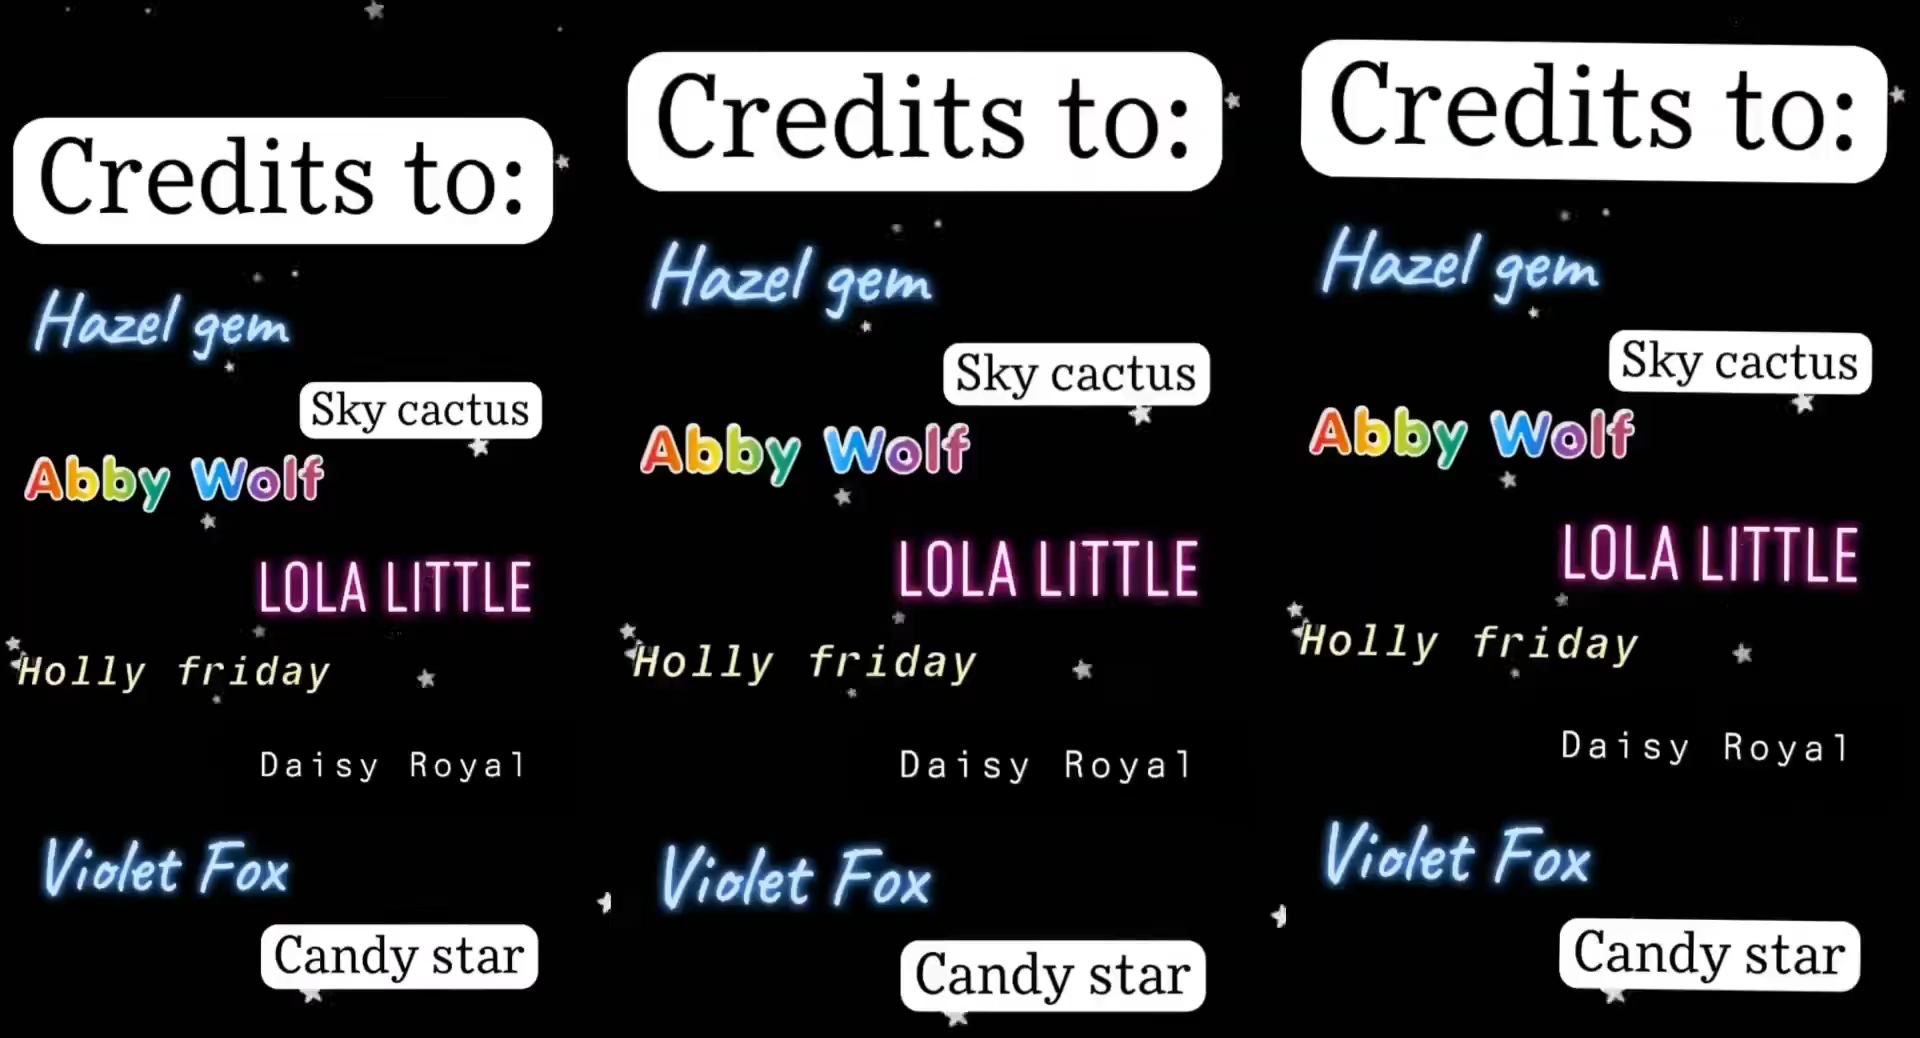 Credits to:
Hazel gem
Sky cactus
Abby Wolf
LOLA LITTLE
Holly friday
Daisy Royal
Violet Fox
Candy star
Credits to:
Hazel gem
Sky cactus
Abby Wolf
LOLA LITTLE
Holly friday
Daisy Royal
Violet Fox
Candy star
Credits to:
Hazel gem
Sky cactus
Abby Wolf
LOLA LITTLE
Holly friday
Daisy Royal
Violet Fox
Candy star